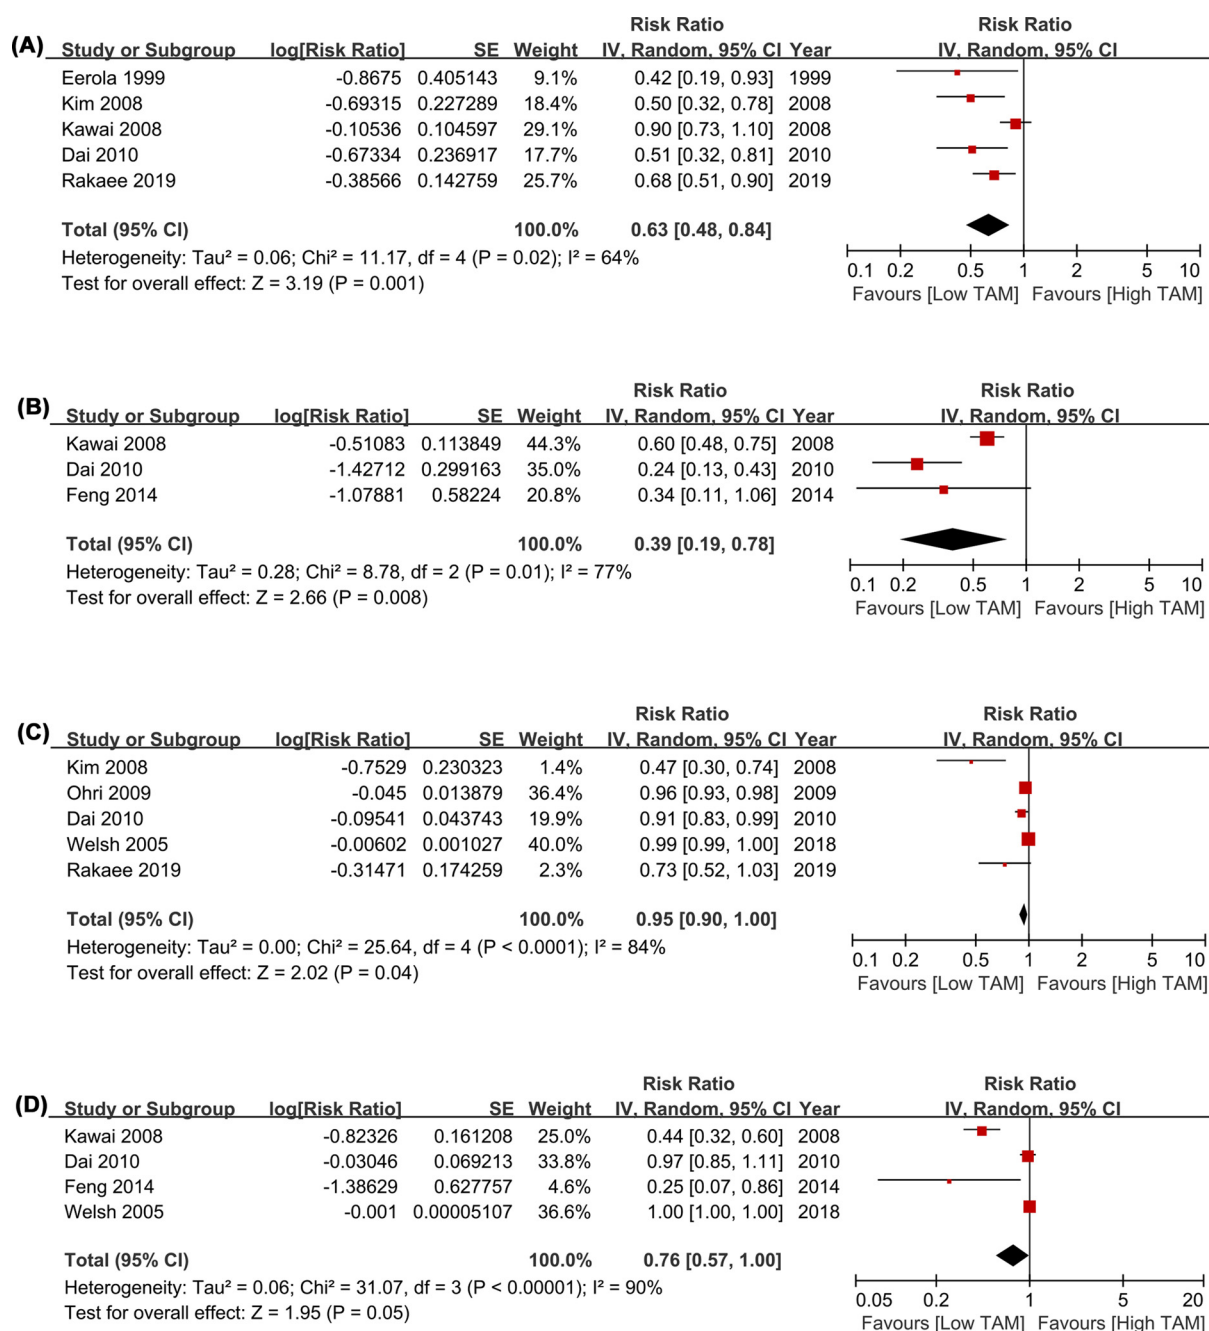 Risk Ratio Risk Ratio
(A) Study or Subgroup log[Risk Ratio] SE Weight IV, Random, 95% CI Year IV, Random, 95% CI
Eerola 1999 -0.8675 0.405143 9.1% 0.42 [0.19, 0.93] 1999
Kim 2008 -0.69315 0.227289 18.4% 0.50 [0.32, 0.78] 2008
Kawai 2008 -0.10536 0.104597 29.1% 0.90 [0.73, 1.10] 2008
Dai 2010 -0.67334 0.236917 17.7% 0.51 [0.32, 0.81] 2010
Rakaee 2019 -0.38566 0.142759 25.7% 0.68 [0.51, 0.90] 2019
Total (95% CI) 100.0% 0.63 [0.48, 0.84]
Heterogeneity: Tau² = 0.06; Chi² = 11.17, df = 4 (P = 0.02); I² = 64%
Test for overall effect: Z = 3.19 (P = 0.001)
0.1 0.2 0.5 1 2 5 10
Favours [Low TAM] Favours [High TAM]
Risk Ratio Risk Ratio
(B) Study or Subgroup log[Risk Ratio] SE Weight IV, Random, 95% CI Year IV, Random, 95% CI
Kawai 2008 -0.51083 0.113849 44.3% 0.60 [0.48, 0.75] 2008
Dai 2010 -1.42712 0.299163 35.0% 0.24 [0.13, 0.43] 2010
Feng 2014 -1.07881 0.58224 20.8% 0.34 [0.11, 1.06] 2014
Total (95% CI) 100.0% 0.39 [0.19, 0.78]
Heterogeneity: Tau² = 0.28; Chi² = 8.78, df = 2 (P = 0.01); I² = 77%
Test for overall effect: Z = 2.66 (P = 0.008)
0.1 0.2 0.5 1 2 5 10
Favours [Low TAM] Favours [High TAM]
Risk Ratio Risk Ratio
(C) Study or Subgroup log[Risk Ratio] SE Weight IV, Random, 95% CI Year IV, Random, 95% CI
Kim 2008 -0.7529 0.230323 1.4% 0.47 [0.30, 0.74] 2008
Ohri 2009 -0.045 0.013879 36.4% 0.96 [0.93, 0.98] 2009
Dai 2010 -0.09541 0.043743 19.9% 0.91 [0.83, 0.99] 2010
Welsh 2005 -0.00602 0.001027 40.0% 0.99 [0.99, 1.00] 2018
Rakaee 2019 -0.31471 0.174259 2.3% 0.73 [0.52, 1.03] 2019
Total (95% CI) 100.0% 0.95 [0.90, 1.00]
Heterogeneity: Tau² = 0.00; Chi² = 25.64, df = 4 (P < 0.0001); I² = 84%
Test for overall effect: Z = 2.02 (P = 0.04)
0.1 0.2 0.5 1 2 5 10
Favours [Low TAM] Favours [High TAM]
Risk Ratio Risk Ratio
(D) Study or Subgroup log[Risk Ratio] SE Weight IV, Random, 95% CI Year IV, Random, 95% CI
Kawai 2008 -0.82326 0.161208 25.0% 0.44 [0.32, 0.60] 2008
Dai 2010 -0.03046 0.069213 33.8% 0.97 [0.85, 1.11] 2010
Feng 2014 -1.38629 0.627757 4.6% 0.25 [0.07, 0.86] 2014
Welsh 2005 -0.001 0.00005107 36.6% 1.00 [1.00, 1.00] 2018
Total (95% CI) 100.0% 0.76 [0.57, 1.00]
Heterogeneity: Tau² = 0.06; Chi² = 31.07, df = 3 (P < 0.00001); I² = 90%
Test for overall effect: Z = 1.95 (P = 0.05)
0.05 0.2 1 5 20
Favours [Low TAM] Favours [High TAM]